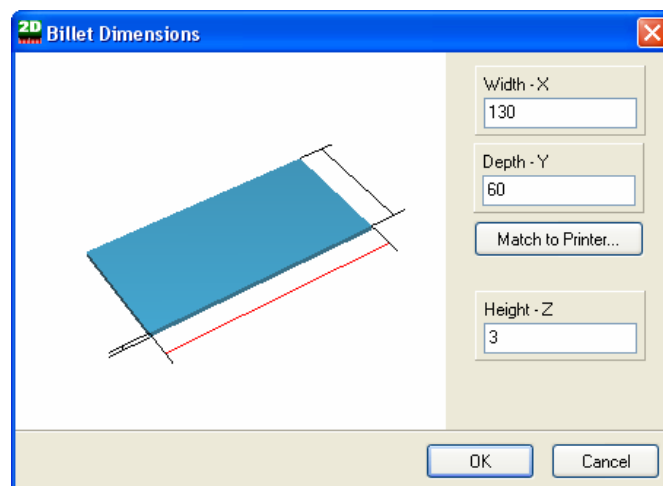 2D Billet Dimensions
Width - X
130
Depth - Y
60
Match to Printer...
Height - Z
3
OK
Cancel